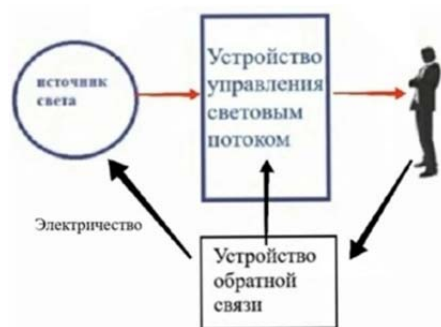 источник
света
Устройство
управления
световым
потоком
Электричество
Устройство
обратной
связи